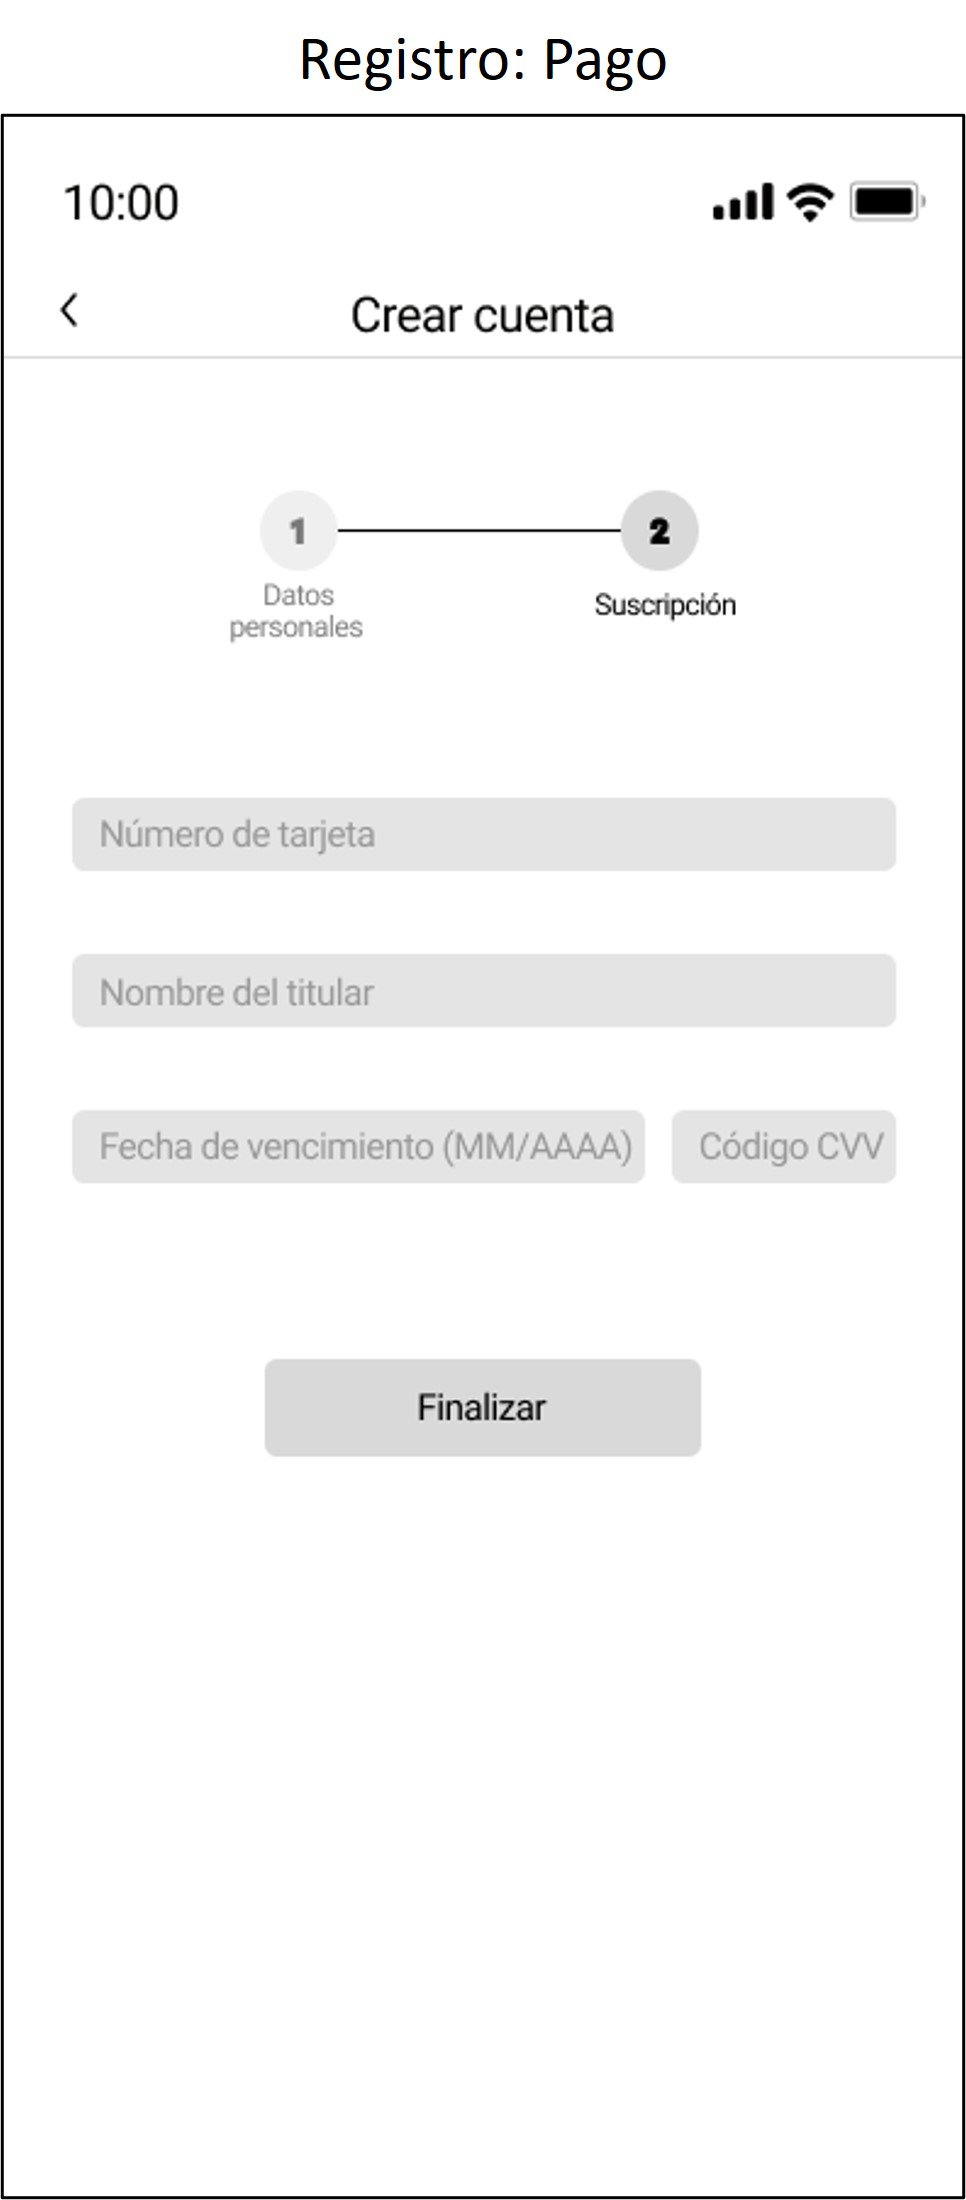 Registro: Pago
10:00
Crear cuenta
1
2
Datos
personales
Suscripción
Número de tarjeta
Nombre del titular
Fecha de vencimiento (MM/AAAA)
Código CVV
Finalizar